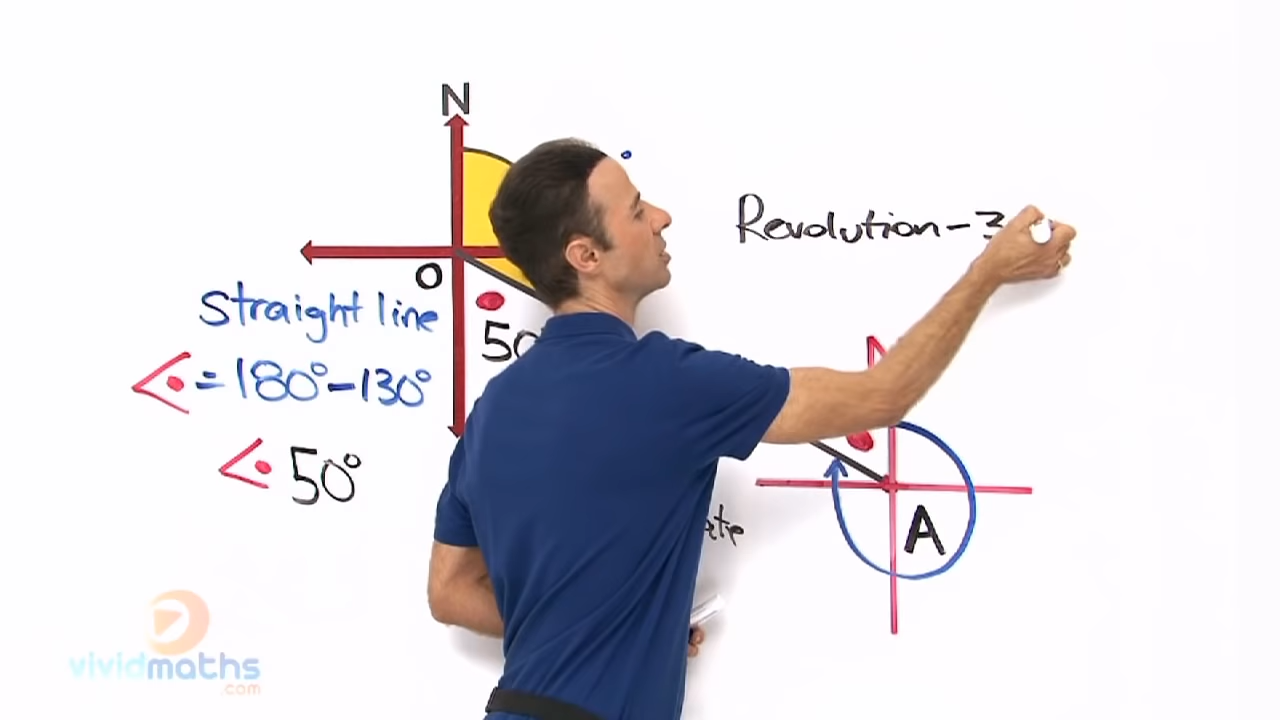 N
Revolution - 3
O
Straight line
50
= 180° - 130°
50°
A
vividmaths
.com